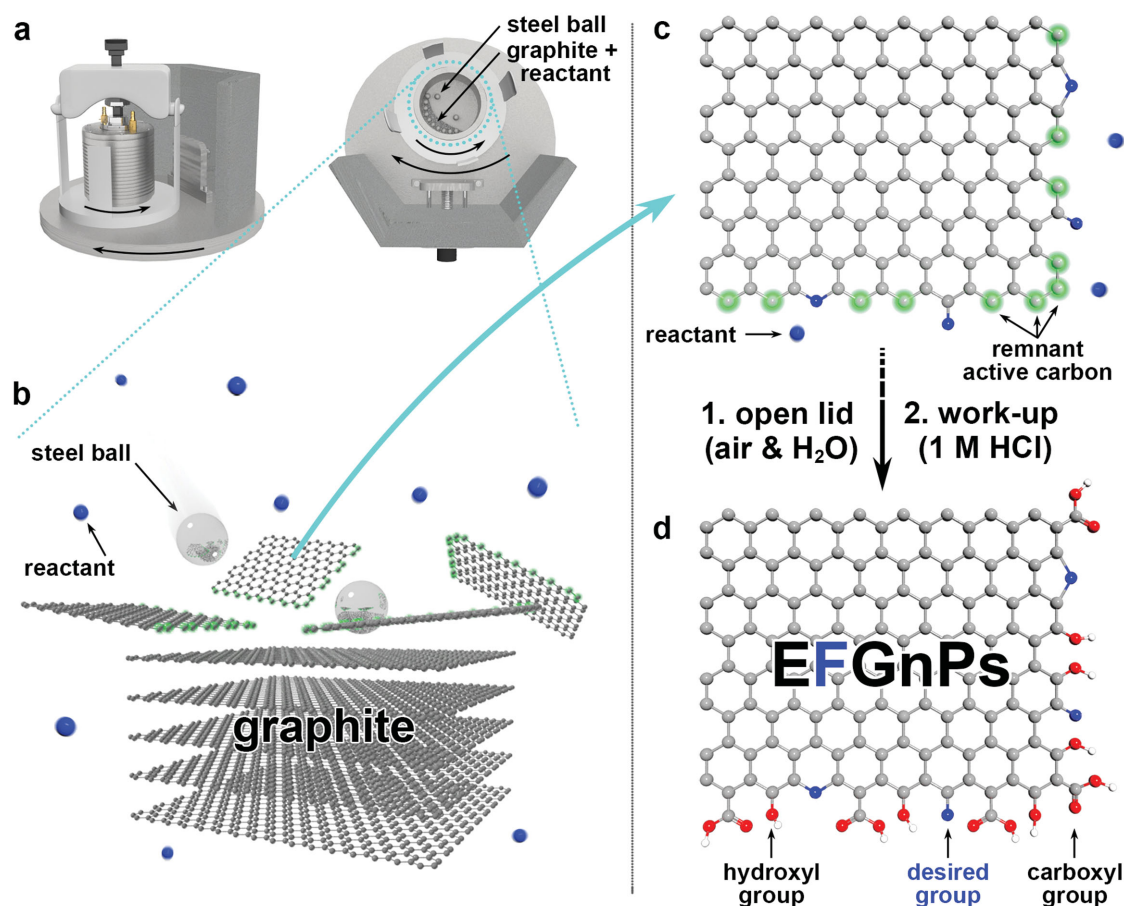 a
steel ball
graphite +
reactant
b
steel ball
reactant
graphite
c
reactant
remnant
active carbon
1. open lid
(air & H₂O)
2. work-up
(1 M HCl)
d
EFGnPs
hydroxyl
group
desired
group
carboxyl
group